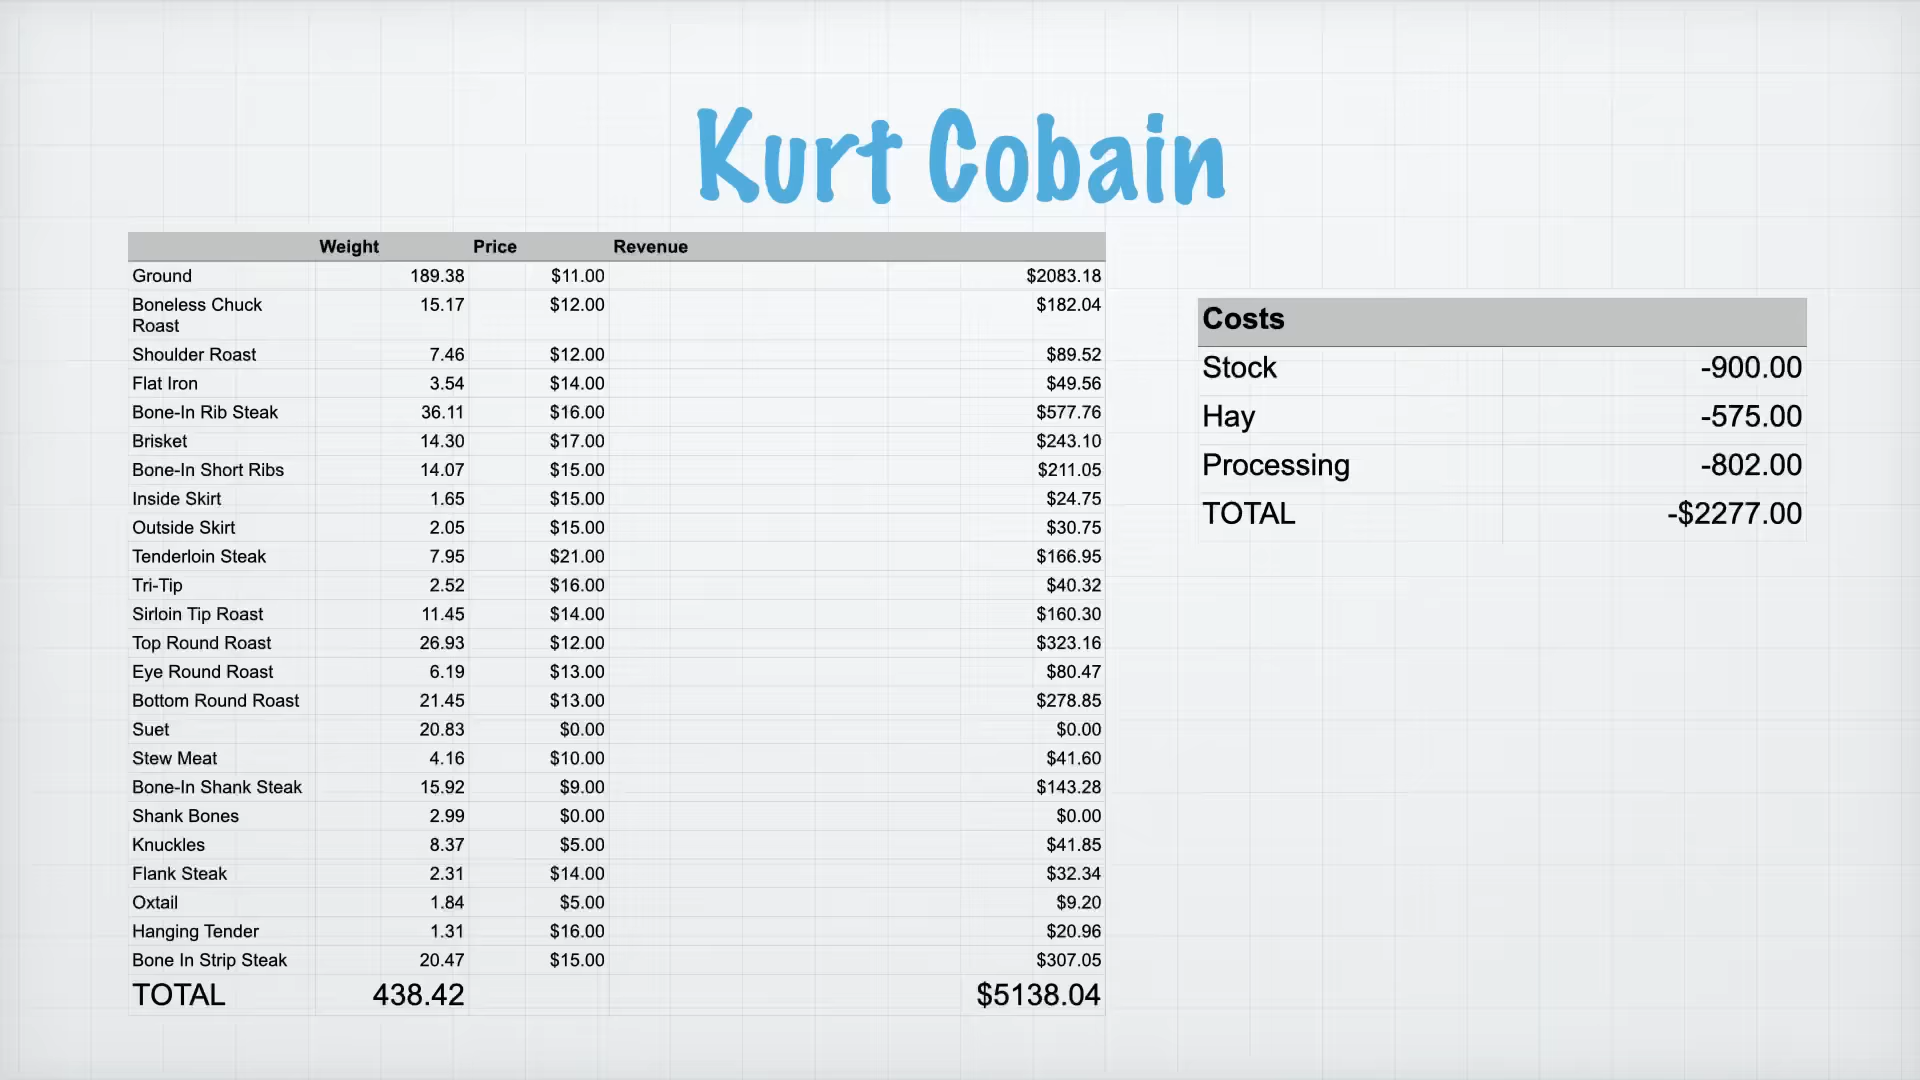 Kurt Cobain
Weight Price Revenue
Ground 189.38 $11.00 $2083.18
Boneless Chuck 15.17 $12.00 $182.04
Roast
Shoulder Roast 7.46 $12.00 $89.52
Flat Iron 3.54 $14.00 $49.56
Bone-In Rib Steak 36.11 $16.00 $577.76
Brisket 14.30 $17.00 $243.10
Bone-In Short Ribs 14.07 $15.00 $211.05
Inside Skirt 1.65 $15.00 $24.75
Outside Skirt 2.05 $15.00 $30.75
Tenderloin Steak 7.95 $21.00 $166.95
Tri-Tip 2.52 $16.00 $40.32
Sirloin Tip Roast 11.45 $14.00 $160.30
Top Round Roast 26.93 $12.00 $323.16
Eye Round Roast 6.19 $13.00 $80.47
Bottom Round Roast 21.45 $13.00 $278.85
Suet 20.83 $0.00 $0.00
Stew Meat 4.16 $10.00 $41.60
Bone-In Shank Steak 15.92 $9.00 $143.28
Shank Bones 2.99 $0.00 $0.00
Knuckles 8.37 $5.00 $41.85
Flank Steak 2.31 $14.00 $32.34
Oxtail 1.84 $5.00 $9.20
Hanging Tender 1.31 $16.00 $20.96
Bone In Strip Steak 20.47 $15.00 $307.05
TOTAL 438.42 $5138.04
Costs
Stock -900.00
Hay -575.00
Processing -802.00
TOTAL -$2277.00